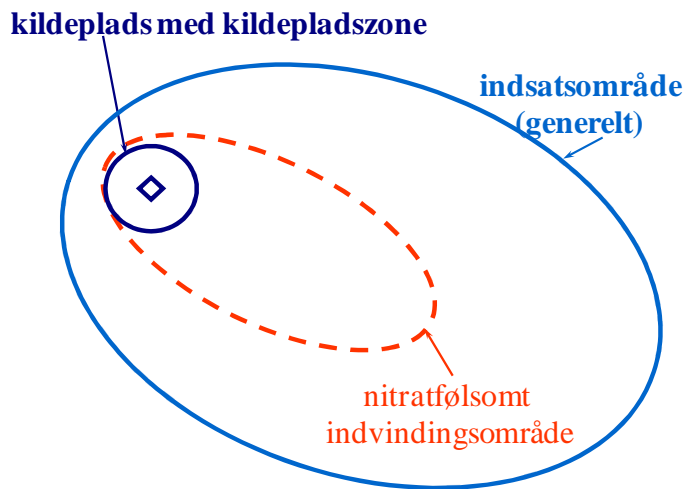 kildeplads med kildepladszone
indsatsområde
(generelt)
nitratfølsomt
indvindingsområde